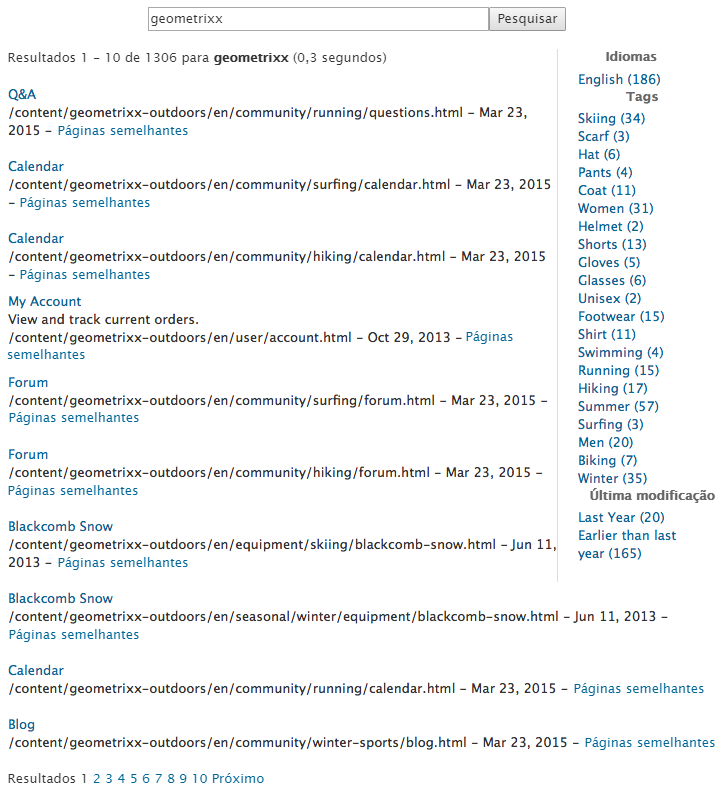 geometrixx
Pesquisar
Resultados 1 – 10 de 1306 para geometrixx (0,3 segundos)
Q&A
/content/geometrixx-outdoors/en/community/running/questions.html – Mar 23,
2015 – Páginas semelhantes
Calendar
/content/geometrixx-outdoors/en/community/surfing/calendar.html – Mar 23, 2015
– Páginas semelhantes
Calendar
/content/geometrixx-outdoors/en/community/hiking/calendar.html – Mar 23, 2015
– Páginas semelhantes
My Account
View and track current orders.
/content/geometrixx-outdoors/en/user/account.html – Oct 29, 2013 – Páginas
semelhantes
Forum
/content/geometrixx-outdoors/en/community/surfing/forum.html – Mar 23, 2015 –
Páginas semelhantes
Forum
/content/geometrixx-outdoors/en/community/hiking/forum.html – Mar 23, 2015 –
Páginas semelhantes
Blackcomb Snow
/content/geometrixx-outdoors/en/equipment/skiing/blackcomb-snow.html – Jun 11,
2013 – Páginas semelhantes
Blackcomb Snow
/content/geometrixx-outdoors/en/seasonal/winter/equipment/blackcomb-snow.html – Jun 11, 2013 –
Páginas semelhantes
Calendar
/content/geometrixx-outdoors/en/community/running/calendar.html – Mar 23, 2015 – Páginas semelhantes
Blog
/content/geometrixx-outdoors/en/community/winter-sports/blog.html – Mar 23, 2015 – Páginas semelhantes
Resultados 1 2 3 4 5 6 7 8 9 10 Próximo
Idiomas
English (186)
Tags
Skiing (34)
Scarf (3)
Hat (6)
Pants (4)
Coat (11)
Women (31)
Helmet (2)
Shorts (13)
Gloves (5)
Glasses (6)
Unisex (2)
Footwear (15)
Shirt (11)
Swimming (4)
Running (15)
Hiking (17)
Summer (57)
Surfing (3)
Men (20)
Biking (7)
Winter (35)
Última modificação
Last Year (20)
Earlier than last
year (165)